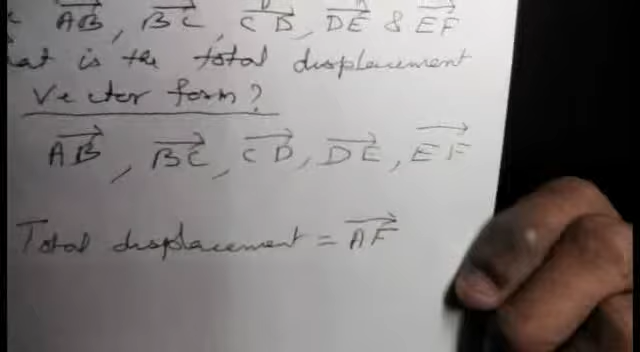 AB, BC, CD, DE & EF
at is the total displacement
Vector form?
AB, BC, CD, DE, EF
Total displacement = AF